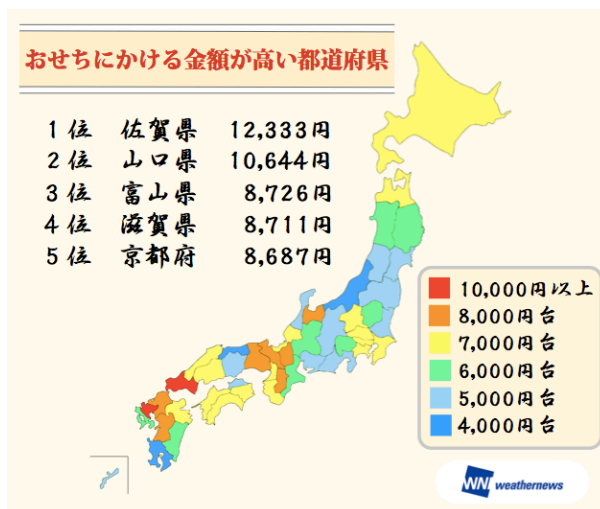 おせちにかける金額が高い都道府県
1位 佐賀県 12,333円
2位 山口県 10,644円
3位 富山県 8,726円
4位 滋賀県 8,711円
5位 京都府 8,687円
10,000円以上
8,000円台
7,000円台
6,000円台
5,000円台
4,000円台
WN weathernews